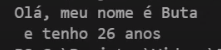 Olá, meu nome é Buta
 e tenho 26 anos